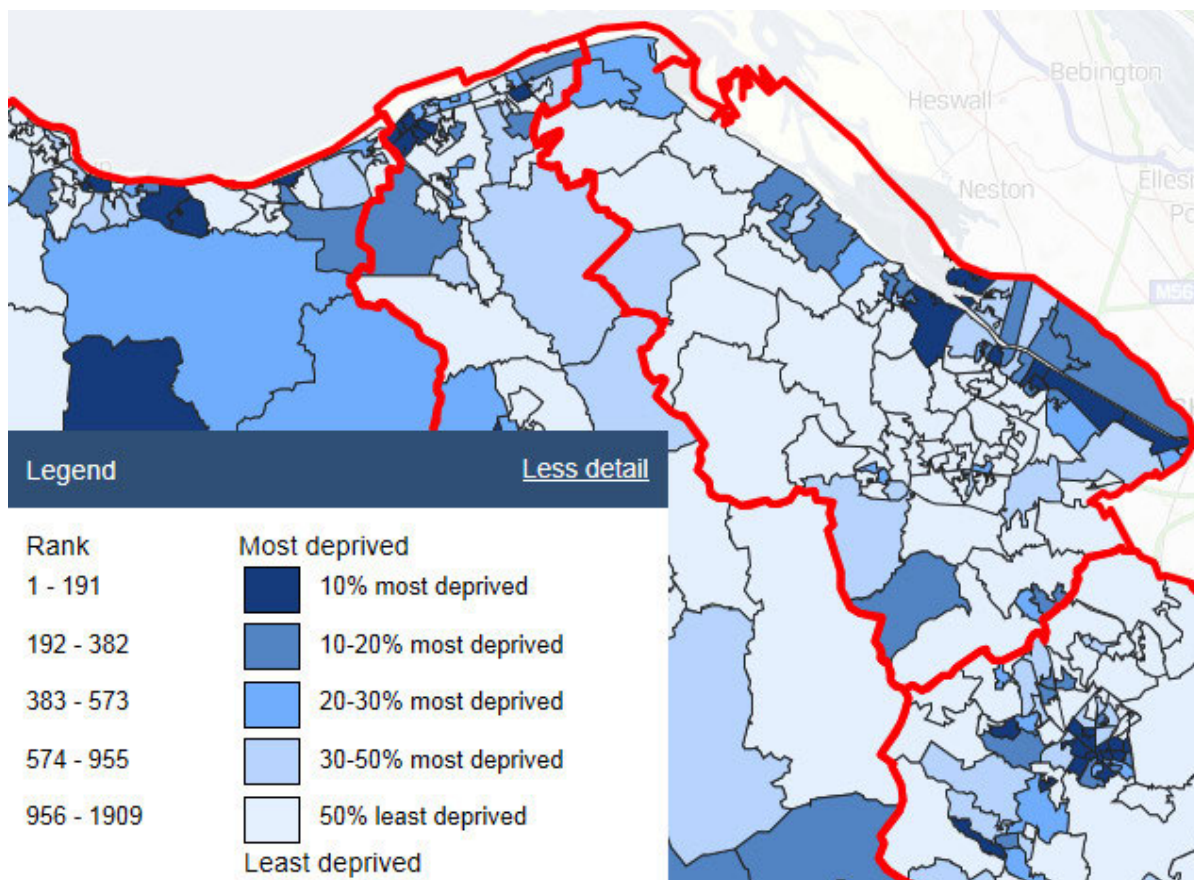 Bebington
Heswall
Neston
M56
Legend Less detail
Rank Most deprived
1 - 191 10% most deprived
192 - 382 10-20% most deprived
383 - 573 20-30% most deprived
574 - 955 30-50% most deprived
956 - 1909 50% least deprived
Least deprived